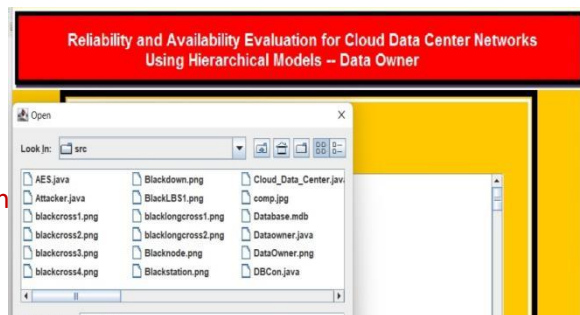 Reliability and Availability Evaluation for Cloud Data Center Networks
Using Hierarchical Models -- Data Owner
Open
Look In: src
AES.java Blackdown.png Cloud_Data_Center.jav
Attacker.java BlackLBS1.png comp.jpg
n
blackcross1.png blacklongcross1.png Database.mdb
blackcross2.png blacklongcross2.png Dataowner.java
blackcross3.png Blacknode.png DataOwner.png
blackcross4.png Blackstation.png DBCon.java